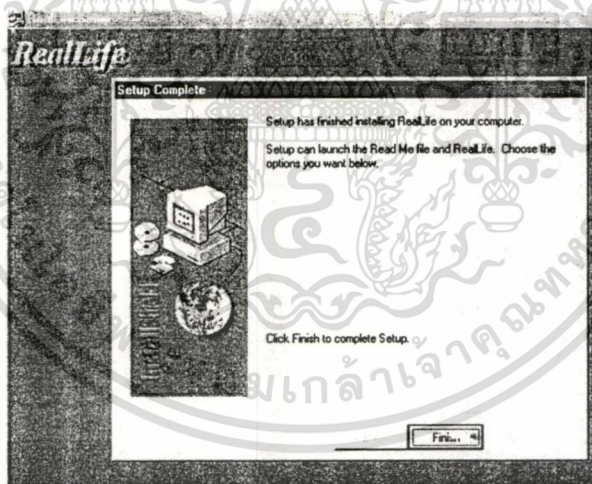 RealLife
Setup Complete
Setup has finished installing RealLife on your computer.
Setup can launch the Read Me file and RealLife. Choose the
options you want below.
Click Finish to complete Setup.
มเกล้าเจ้าคุณทห